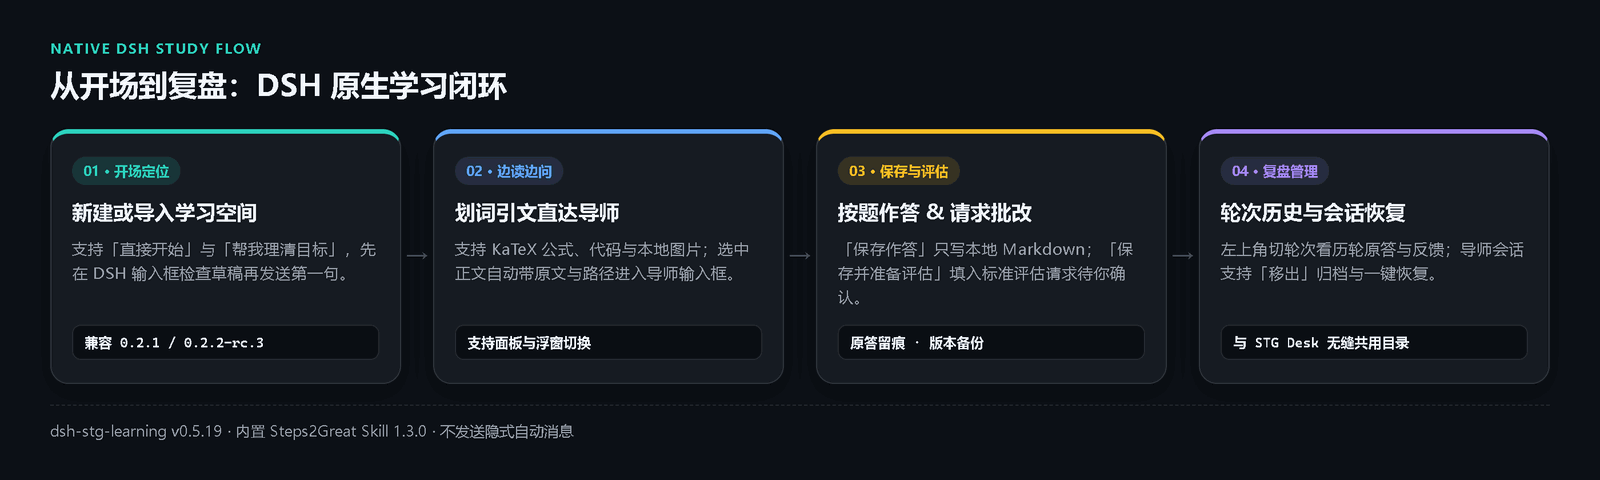 NATIVE DSH STUDY FLOW
从开场到复盘：DSH 原生学习闭环
01 • 开场定位
新建或导入学习空间
支持「直接开始」与「帮我理清目标」，先
在 DSH 输入框检查草稿再发送第一句。
兼容 0.2.1 / 0.2.2-rc.3
→
02 • 边读边问
划词引文直达导师
支持 KaTeX 公式、代码与本地图片；选中
正文自动带原文与路径进入导师输入框。
支持面板与浮窗切换
→
03 • 保存与评估
按题作答 & 请求批改
「保存作答」只写本地 Markdown；「保
存并准备评估」填入标准评估请求待你确
认。
原答留痕 · 版本备份
→
04 • 复盘管理
轮次历史与会话恢复
左上角切轮次看历轮原答与反馈；导师会话
支持「移出」归档与一键恢复。
与 STG Desk 无缝共用目录
dsh-stg-learning v0.5.19 · 内置 Steps2Great Skill 1.3.0 · 不发送隐式自动消息